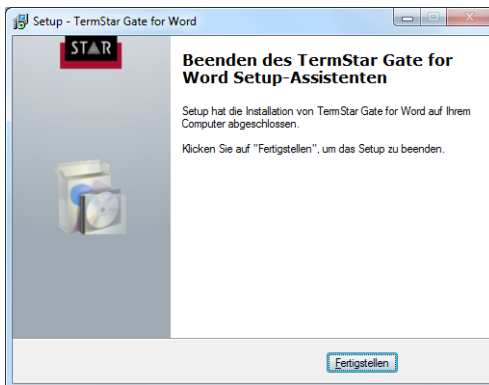 Setup - TermStar Gate for Word
STAR
Beenden des TermStar Gate for
Word Setup-Assistenten
Setup hat die Installation von TermStar Gate for Word auf Ihrem
Computer abgeschlossen.
Klicken Sie auf "Fertigstellen", um das Setup zu beenden.
Fertigstellen